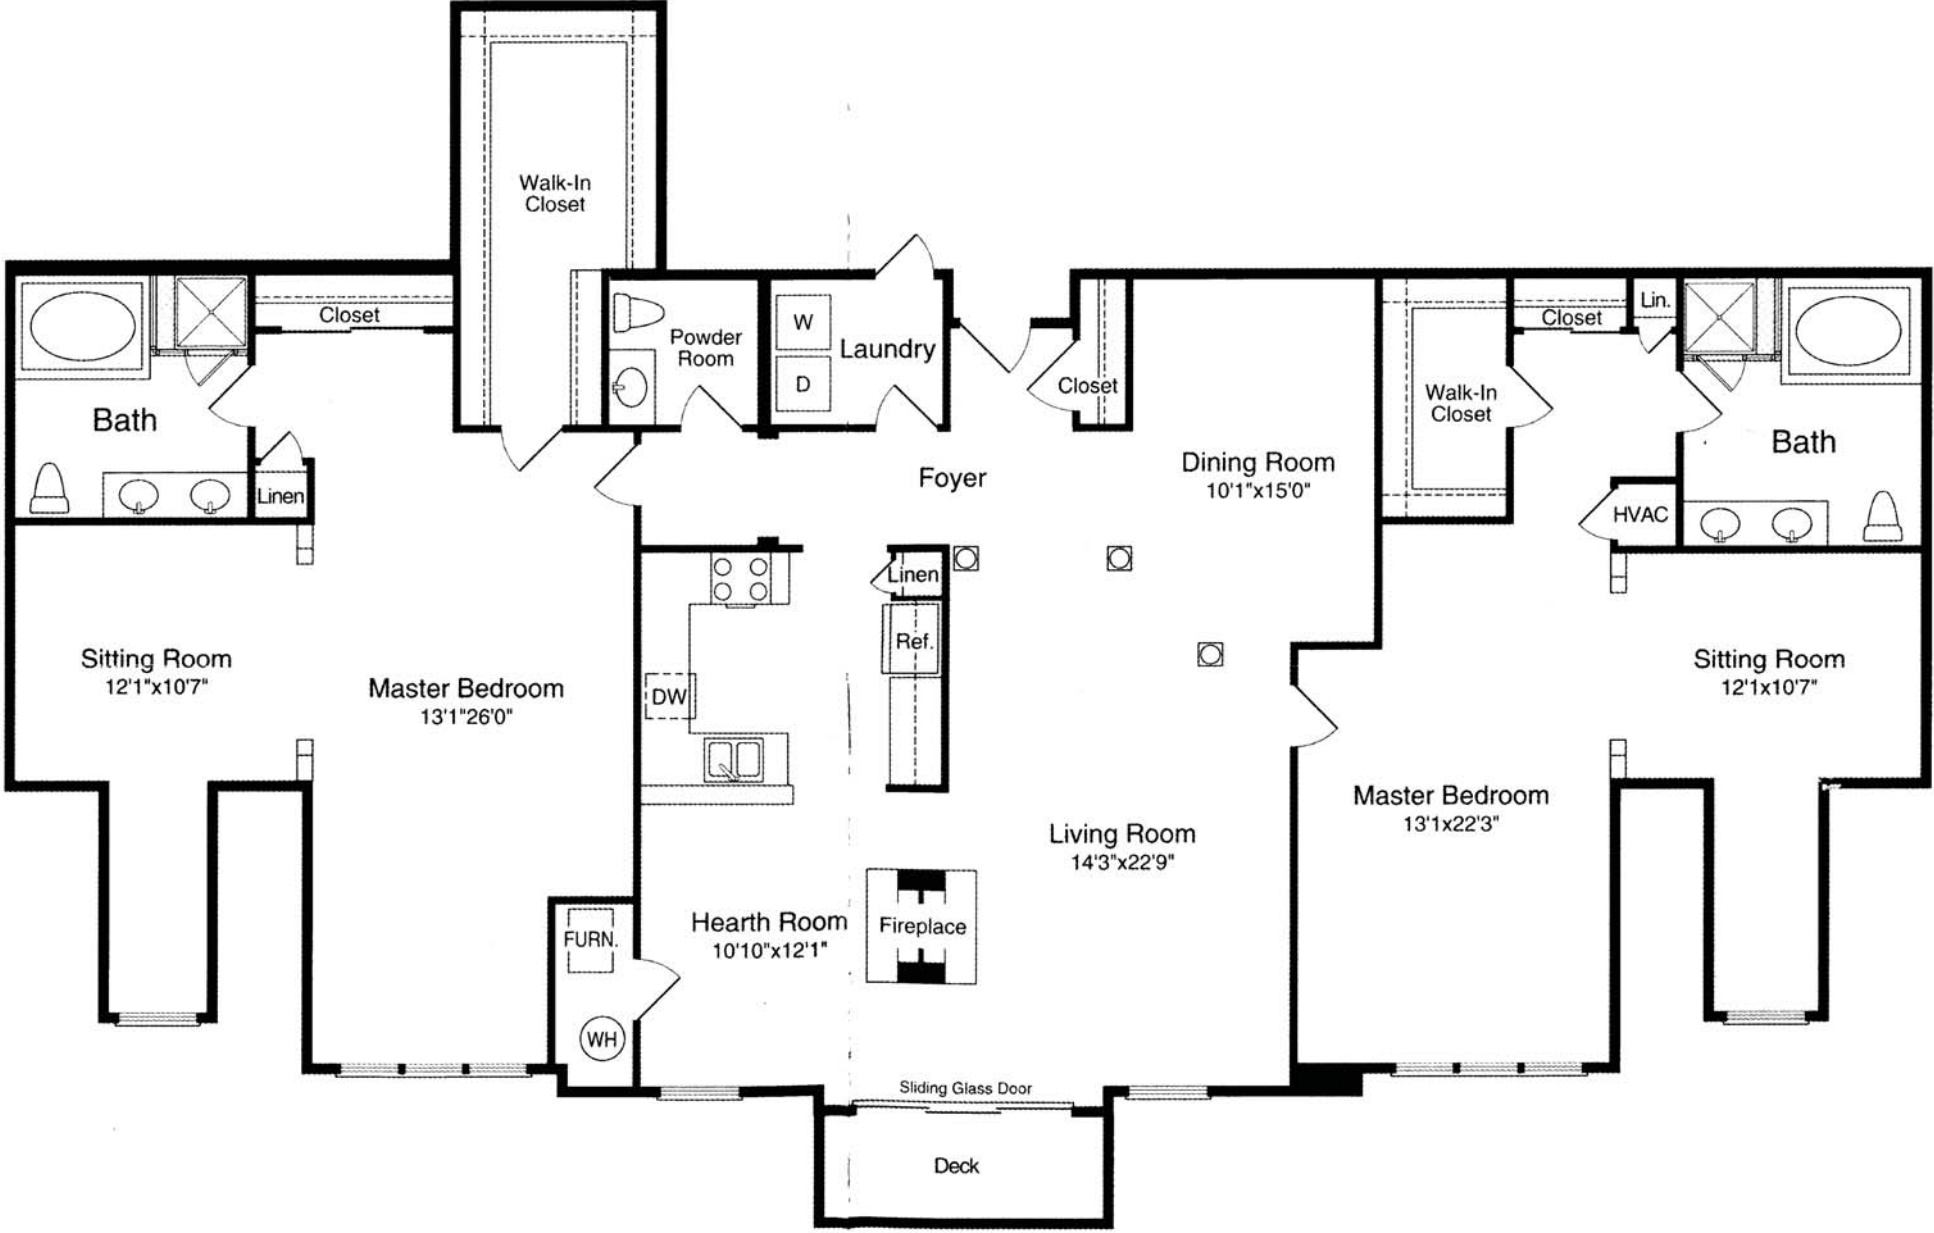 Walk-In
Closet
Closet
Bath
Linen
Powder
Room
W
D
Laundry
Closet
Foyer
Dining Room
10'1"x15'0"
Walk-In
Closet
Closet
Lin.
Bath
HVAC
Sitting Room
12'1"x10'7"
Master Bedroom
13'1"26'0"
Linen
Ref.
DW
Sitting Room
12'1x10'7"
Master Bedroom
13'1x22'3"
Living Room
14'3"x22'9"
Hearth Room
10'10"x12'1"
Fireplace
FURN.
WH
Sliding Glass Door
Deck